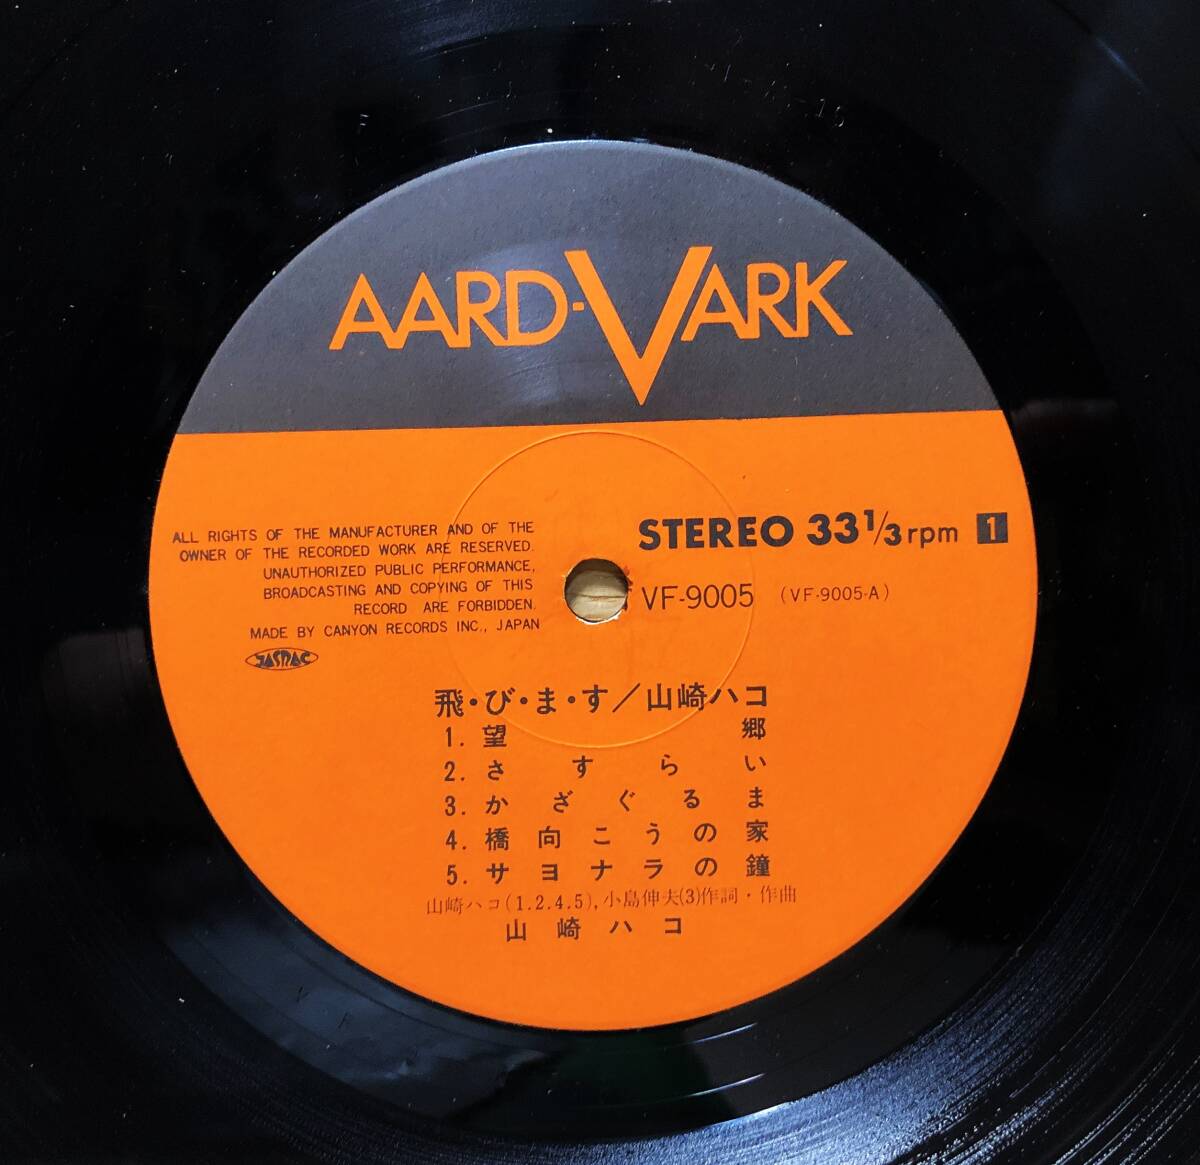 AARD-VARK
ALL RIGHTS OF THE MANUFACTURER AND OF THE
OWNER OF THE RECORDED WORK ARE RESERVED.
UNAUTHORIZED PUBLIC PERFORMANCE,
BROADCASTING AND COPYING OF THIS
RECORD ARE FORBIDDEN.
MADE BY CANYON RECORDS INC., JAPAN
JASRAC
STEREO 33 1/3 rpm 1
VF-9005 (VF-9005-A)
飛・び・ま・す/山崎ハコ
1. 望郷
2. さすらい
3. かざぐるま
4. 橋向こうの家
5. サヨナラの鐘
山崎ハコ(1.2.4.5),小島伸夫(3)作詞・作曲
山崎ハコ